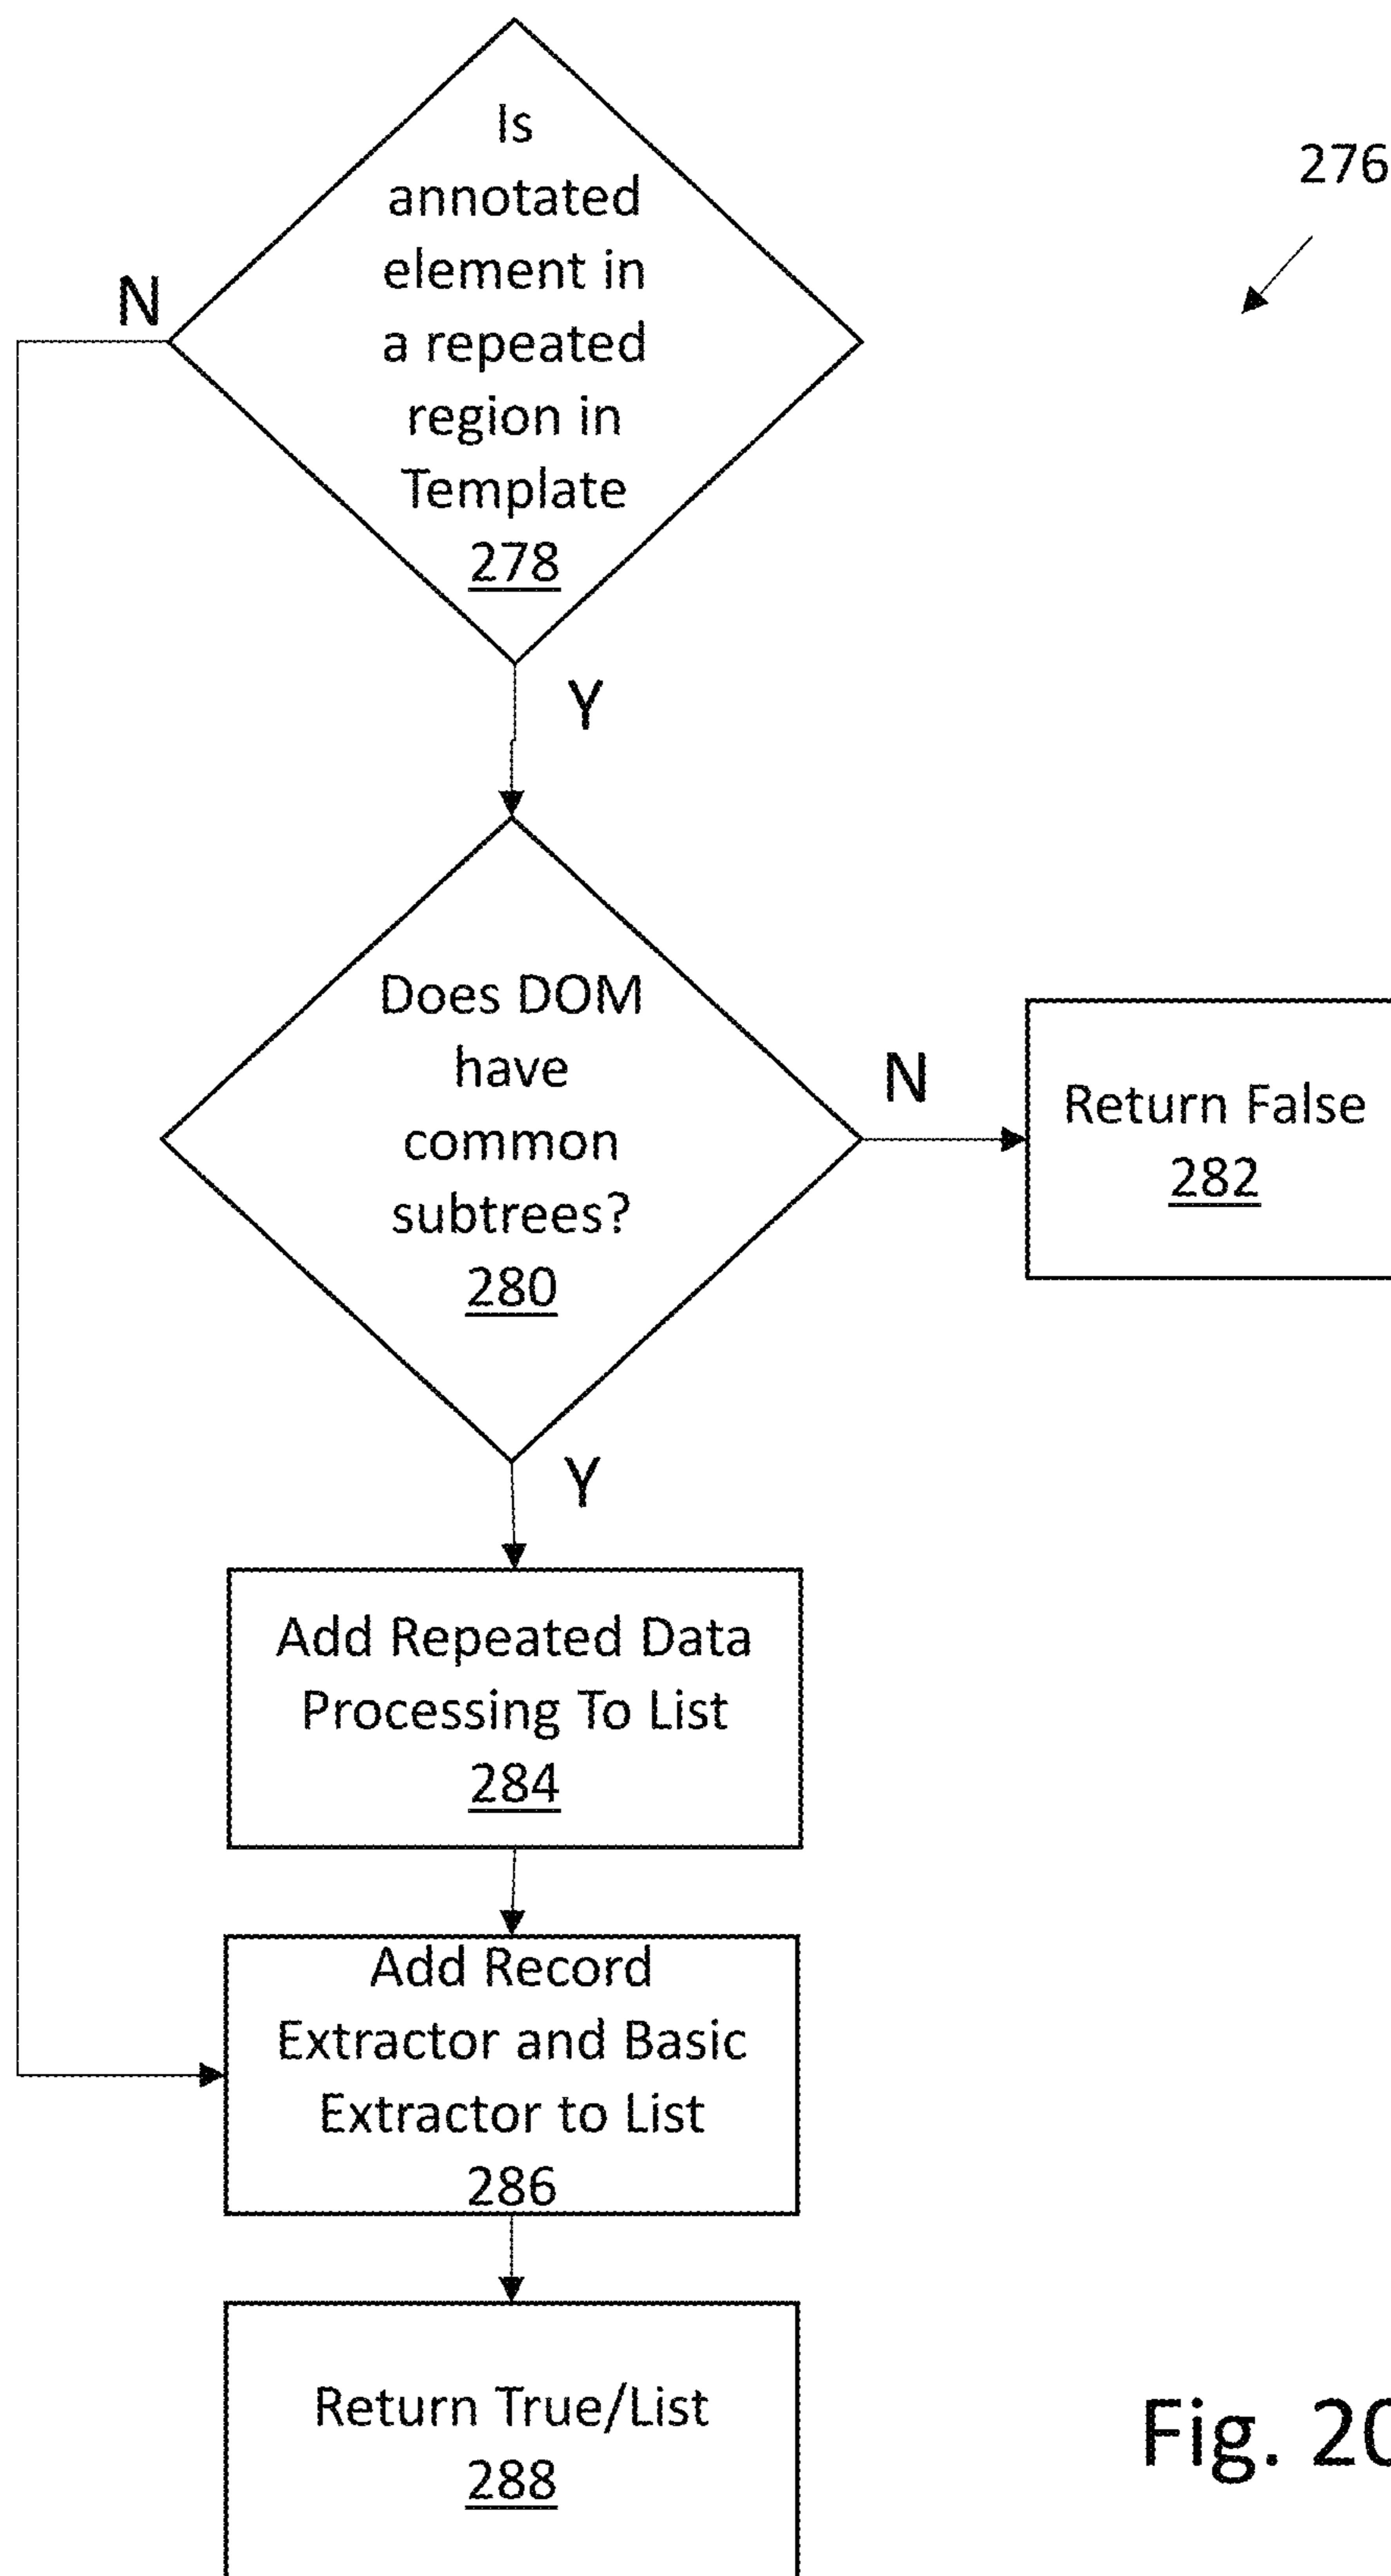 Is
annotated
element in
a repeated
region in
Template
278
276
N
Y
Does DOM
have
common
subtrees?
280
N
Return False
282
Y
Add Repeated Data
Processing To List
284
Add Record
Extractor and Basic
Extractor to List
286
Return True/List
288
Fig. 20